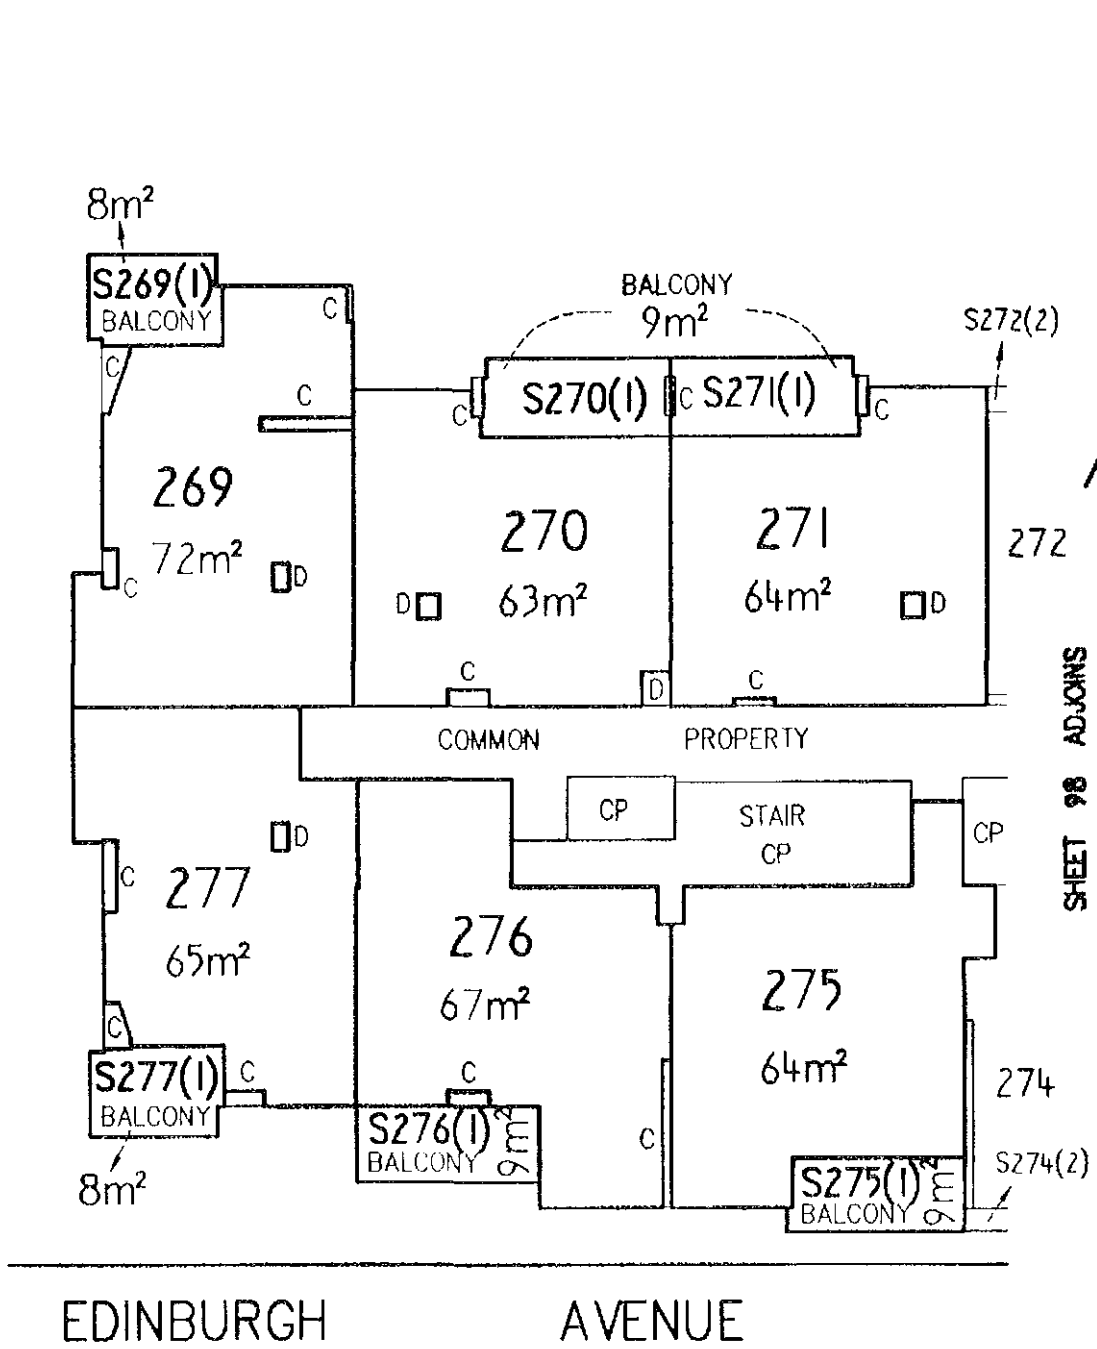 8m²
S269(1)
BALCONY
C
C
C
269
72m²
C
D
BALCONY
9m²
S270(1)
C
S271(1)
C
C
S272(2)
270
63m²
D
C
D
271
64m²
D
C
272
COMMON PROPERTY
CP
STAIR
CP
CP
SHEET 98 ADJOINS
D
277
65m²
C
C
S277(1)
BALCONY
C
8m²
276
67m²
C
S276(1)
BALCONY
9m²
C
275
64m²
S275(1)
BALCONY
9m²
274
S274(2)
EDINBURGH AVENUE